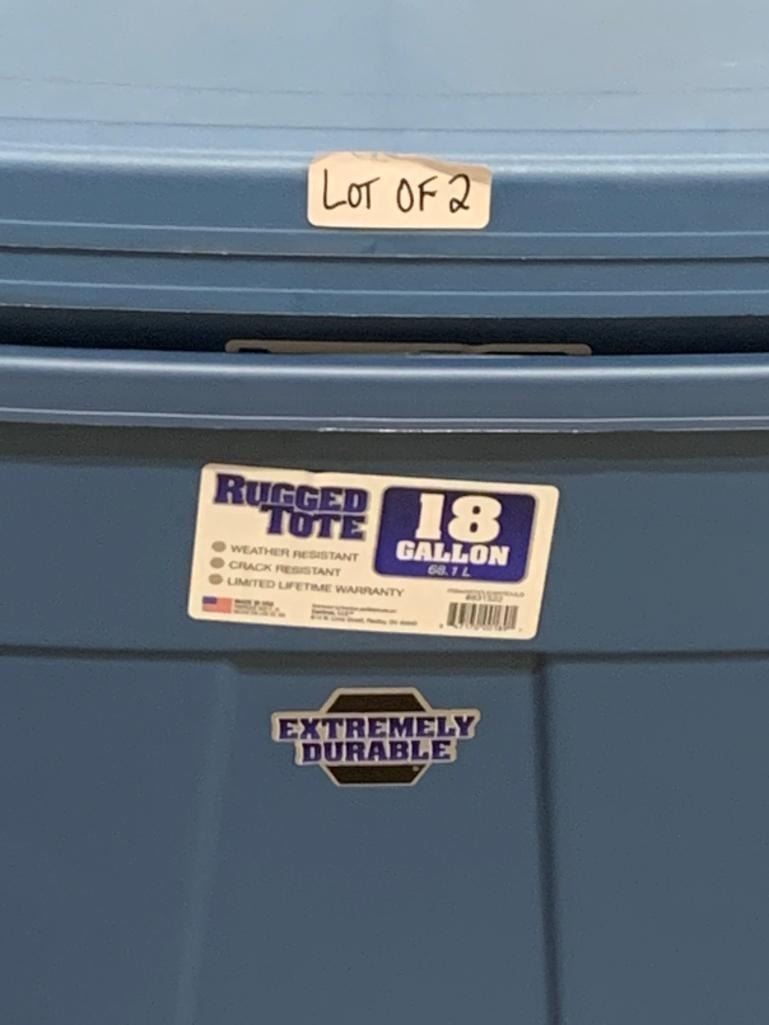 LOT OF 2
RUGGED
TOTE
WEATHER RESISTANT
CRACK RESISTANT
LIMITED LIFETIME WARRANTY
18
GALLON
68.1 L
MADE IN USA
EXTREMELY
DURABLE